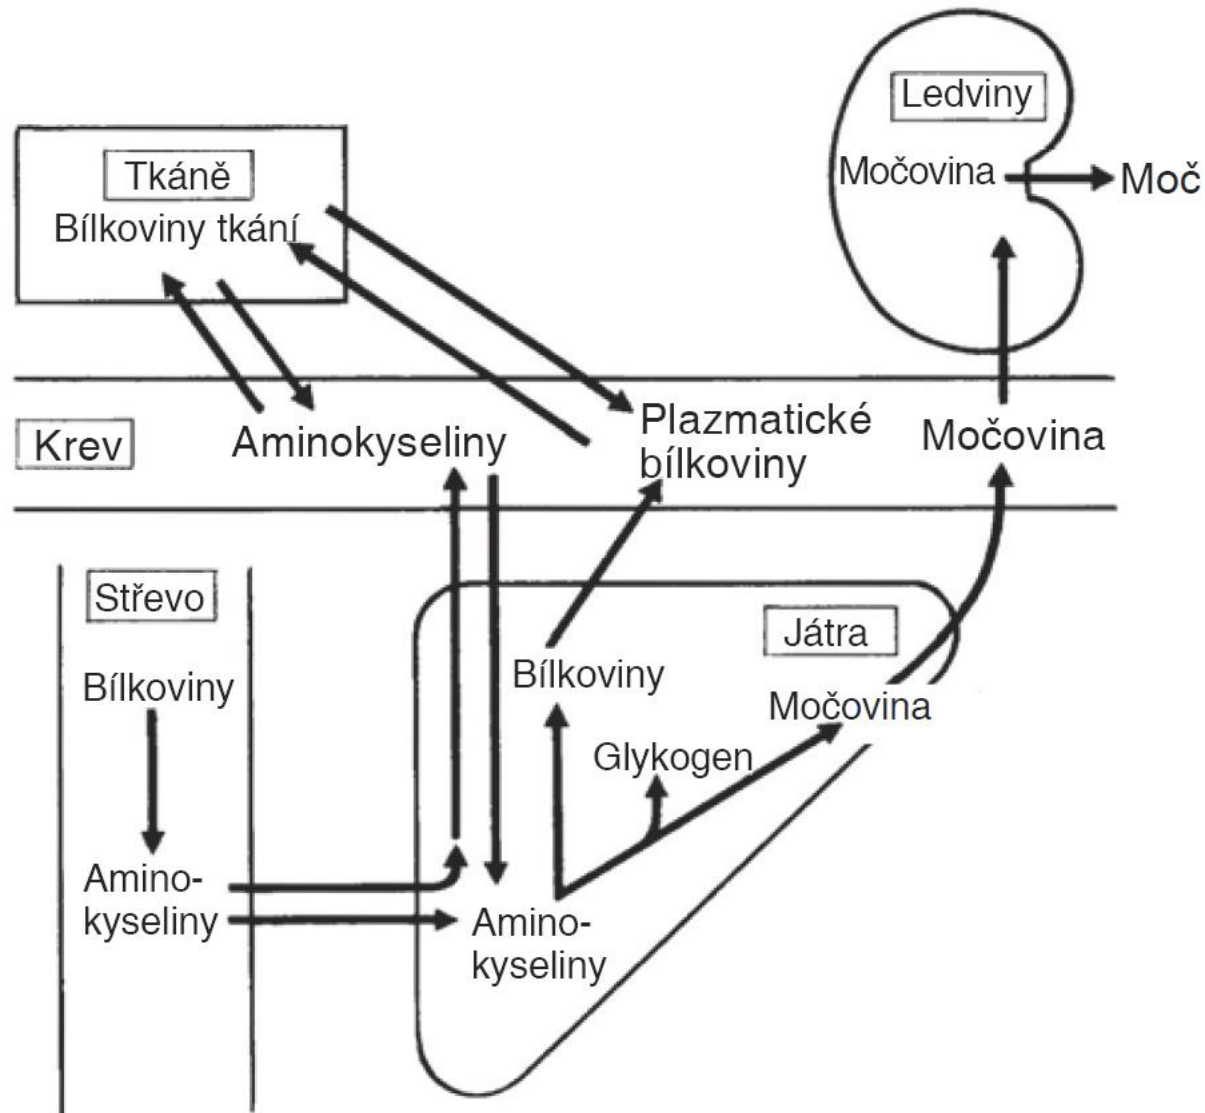 Ledviny
Močovina
Moč
Tkáně
Bílkoviny tkání
Krev
Aminokyseliny
Plazmatické
bílkoviny
Močovina
Střevo
Bílkoviny
Amino-
kyseliny
Játra
Bílkoviny
Močovina
Glykogen
Amino-
kyseliny